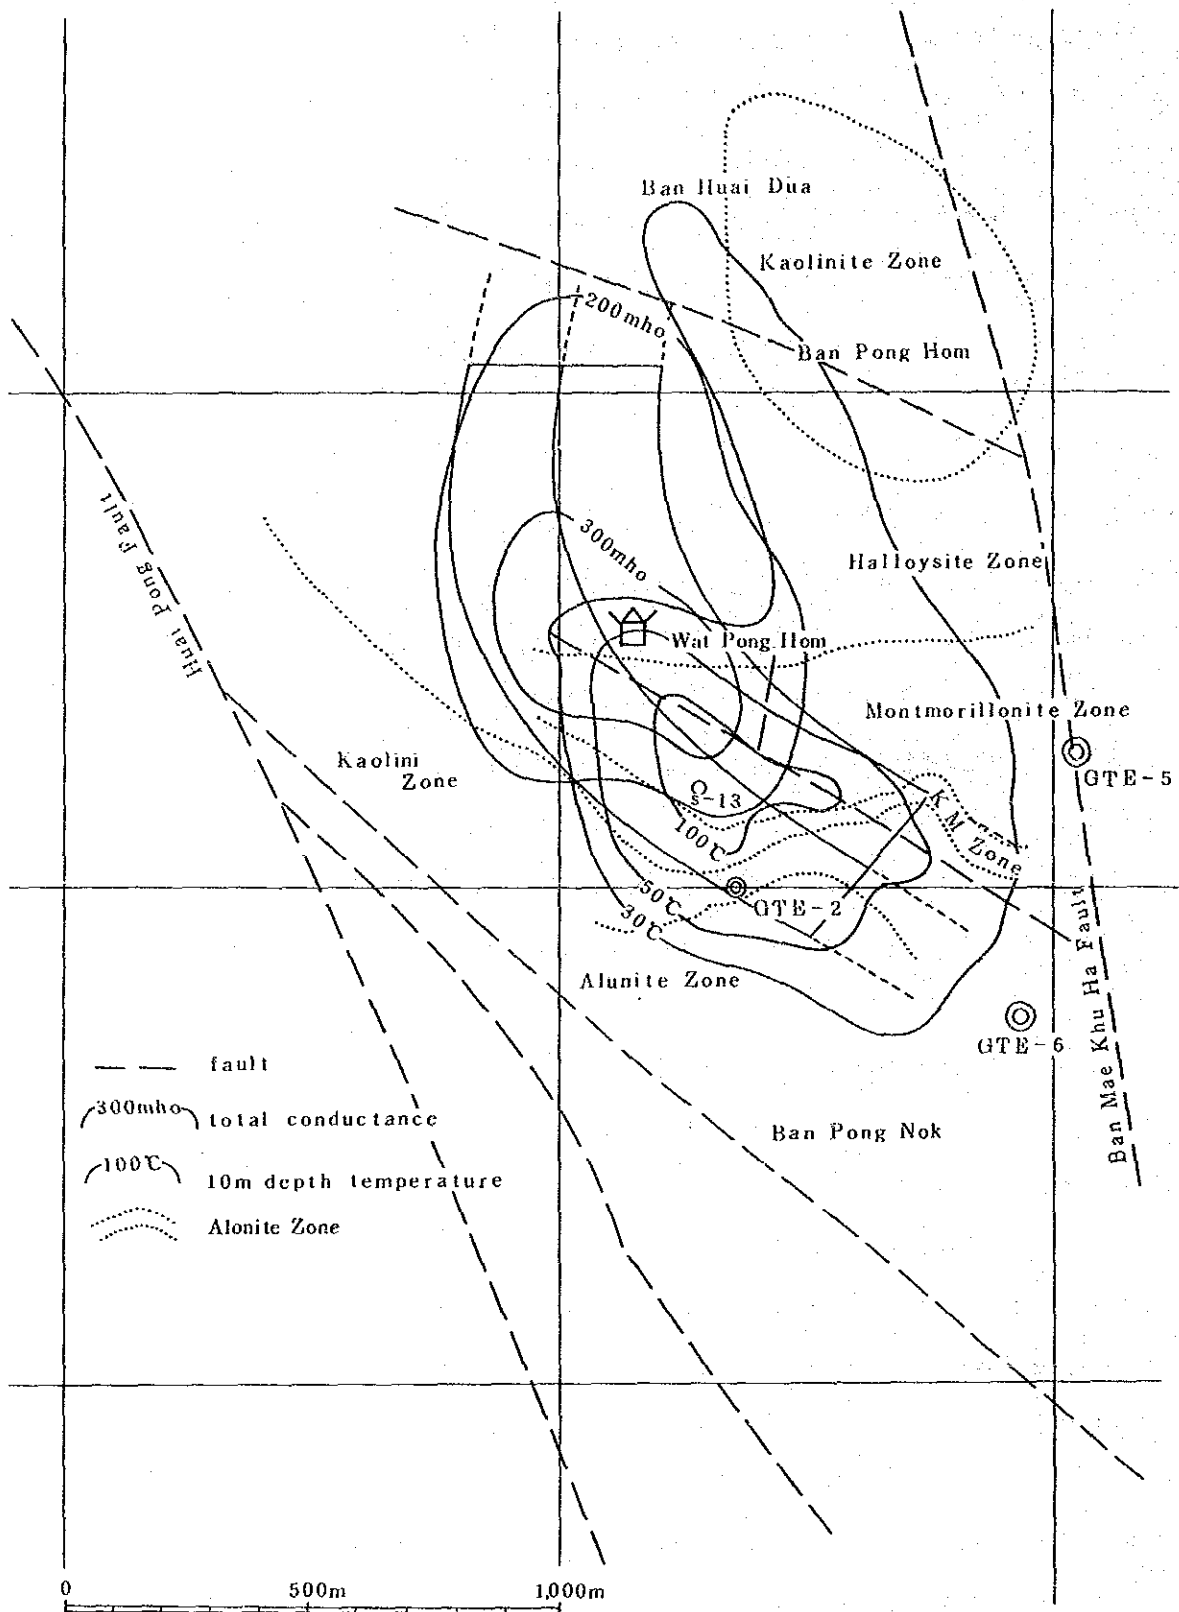 Ban Huai Dua
Kaolinite Zone
200mho
Ban Pong Hom
Huai Pong Fault
300mho
Halloysite Zone
Wat Pong Hom
Montmorillonite Zone
Kaolini
Zone
GTE-5
s-13
K M Zone
100℃
50℃
GTE-2
30℃
Alunite Zone
GTE-6
Ban Mae Khu Ha Fault
fault
300mho
total conductance
Ban Pong Nok
100℃
10m depth temperature
Alonite Zone
0
500m
1,000m